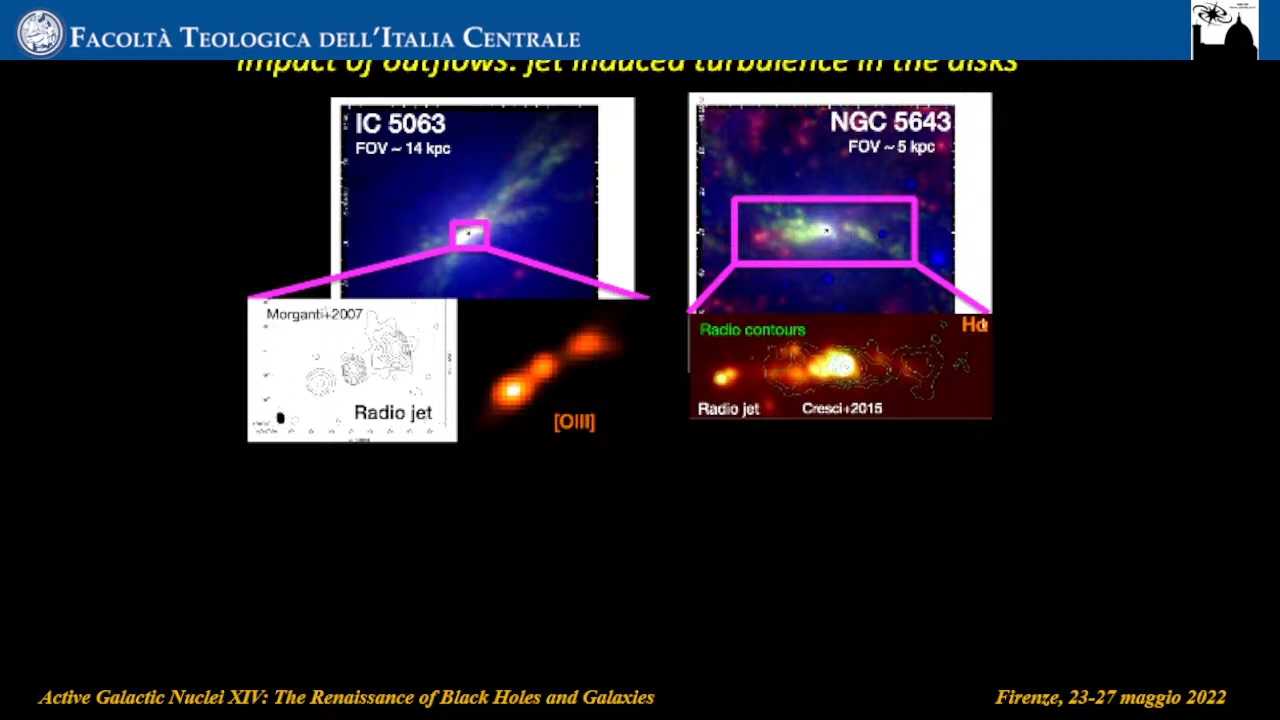 FACOLTÀ TEOLOGICA DELL'ITALIA CENTRALE
Impact of outflows: jet induced turbulence in the disks
IC 5063
FOV ~ 14 kpc
NGC 5643
FOV ~ 5 kpc
Morganti+2007
Radio jet
[OIII]
Radio contours
Hα
Radio jet
Cresci+2015
Active Galactic Nuclei XIV: The Renaissance of Black Holes and Galaxies
Firenze, 23-27 maggio 2022